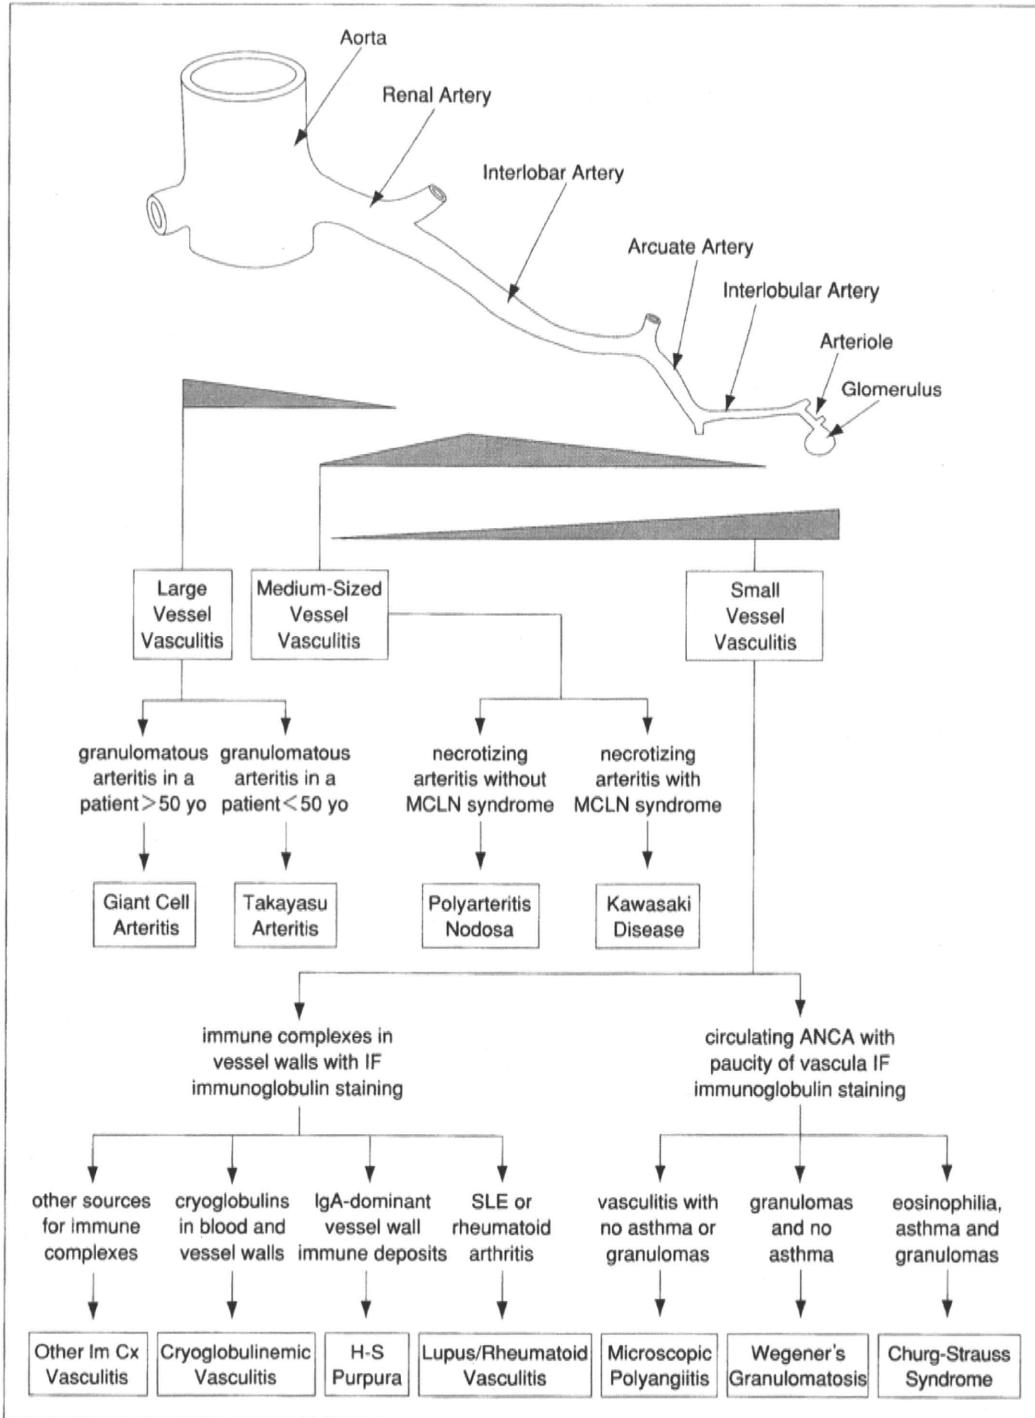 Aorta
Renal Artery
Interlobar Artery
Arcuate Artery
Interlobular Artery
Arteriole
Glomerulus
Large
Vessel
Vasculitis
Medium-Sized
Vessel
Vasculitis
Small
Vessel
Vasculitis
granulomatous
arteritis in a
patient>50 yo
granulomatous
arteritis in a
patient<50 yo
necrotizing
arteritis without
MCLN syndrome
necrotizing
arteritis with
MCLN syndrome
Giant Cell
Arteritis
Takayasu
Arteritis
Polyarteritis
Nodosa
Kawasaki
Disease
immune complexes in
vessel walls with IF
immunoglobulin staining
circulating ANCA with
paucity of vascula IF
immunoglobulin staining
other sources
for immune
complexes
cryoglobulins
in blood and
vessel walls
IgA-dominant
vessel wall
immune deposits
SLE or
rheumatoid
arthritis
vasculitis with
no asthma or
granulomas
granulomas
and no
asthma
eosinophilia,
asthma and
granulomas
Other Im Cx
Vasculitis
Cryoglobulinemic
Vasculitis
H-S
Purpura
Lupus/Rheumatoid
Vasculitis
Microscopic
Polyangiitis
Wegener's
Granulomatosis
Churg-Strauss
Syndrome